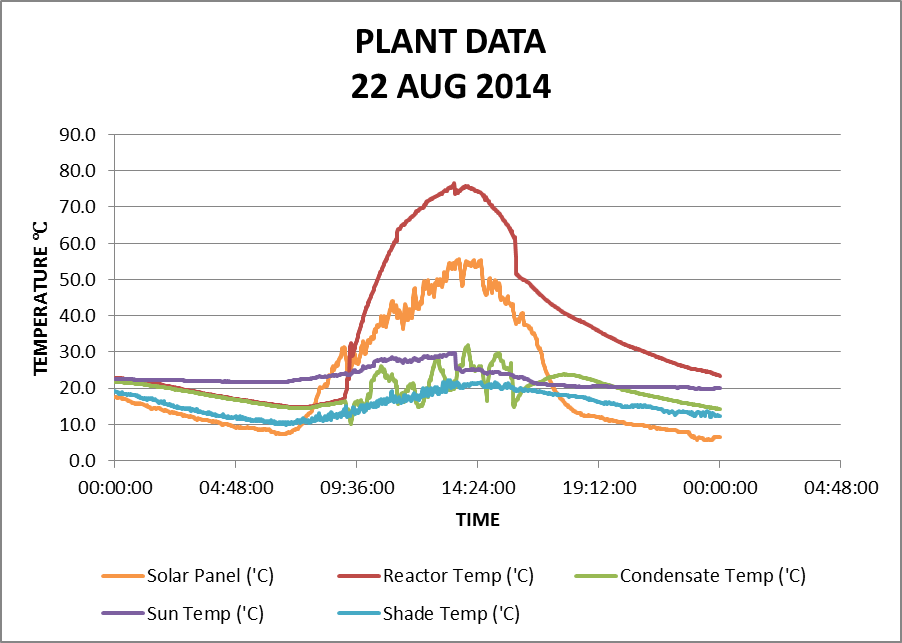 PLANT DATA
22 AUG 2014
90.0
80.0
70.0
60.0
50.0
40.0
30.0
20.0
10.0
0.0
TEMPERATURE °C
00:00:00 04:48:00 09:36:00 14:24:00 19:12:00 00:00:00 04:48:00
TIME
Solar Panel ('C) Reactor Temp ('C) Condensate Temp ('C)
Sun Temp ('C) Shade Temp ('C)